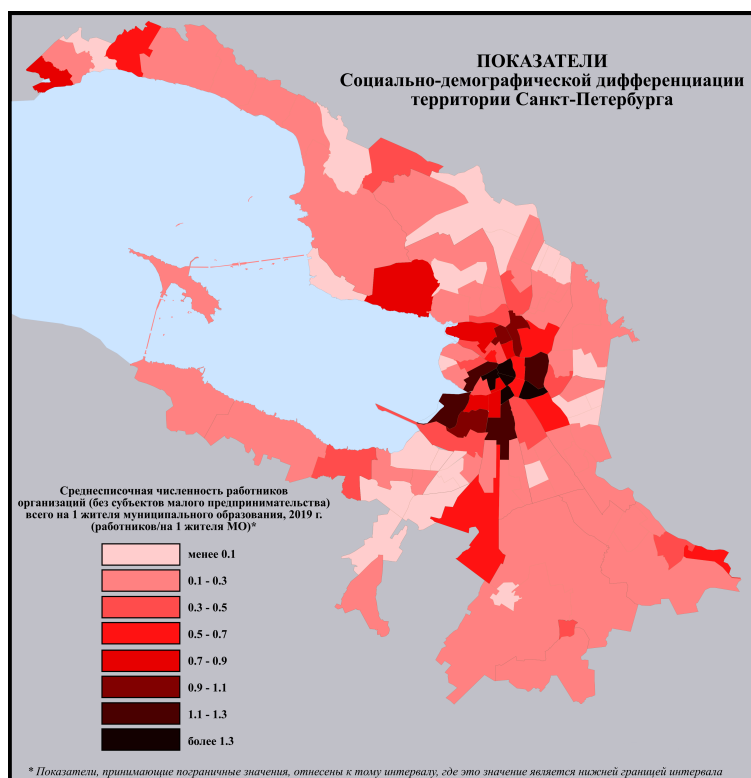 ПОКАЗАТЕЛИ
Социально-демографической дифференциации
территории Санкт-Петербурга
Среднесписочная численность работников
организаций (без субъектов малого предпринимательства)
всего на 1 жителя муниципального образования, 2019 г.
(работников/на 1 жителя МО)*
менее 0.1
0.1 - 0.3
0.3 - 0.5
0.5 - 0.7
0.7 - 0.9
0.9 - 1.1
1.1 - 1.3
более 1.3
* Показатели, принимающие пограничные значения, отнесены к тому интервалу, где это значение является нижней границей интервала